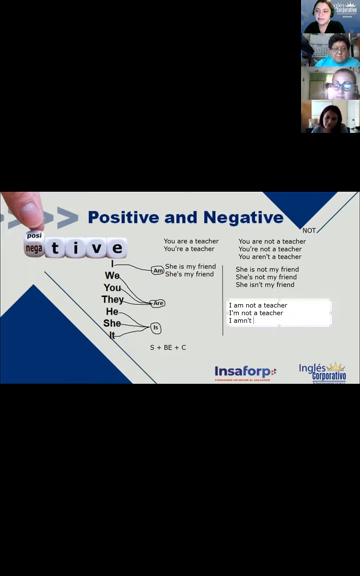 Inglés
Corporativo
Positive and Negative
NOT
posi
nega
tive
I
We
You
They
He
She
It
Am
Are
Is
You are a teacher
You're a teacher
She is my friend
She's my friend
You are not a teacher
You're not a teacher
You aren't a teacher
She is not my friend
She's not my friend
She isn't my friend
I am not a teacher
I'm not a teacher
I amn't
S + BE + C
Insaforp
Inglés
Corporativo